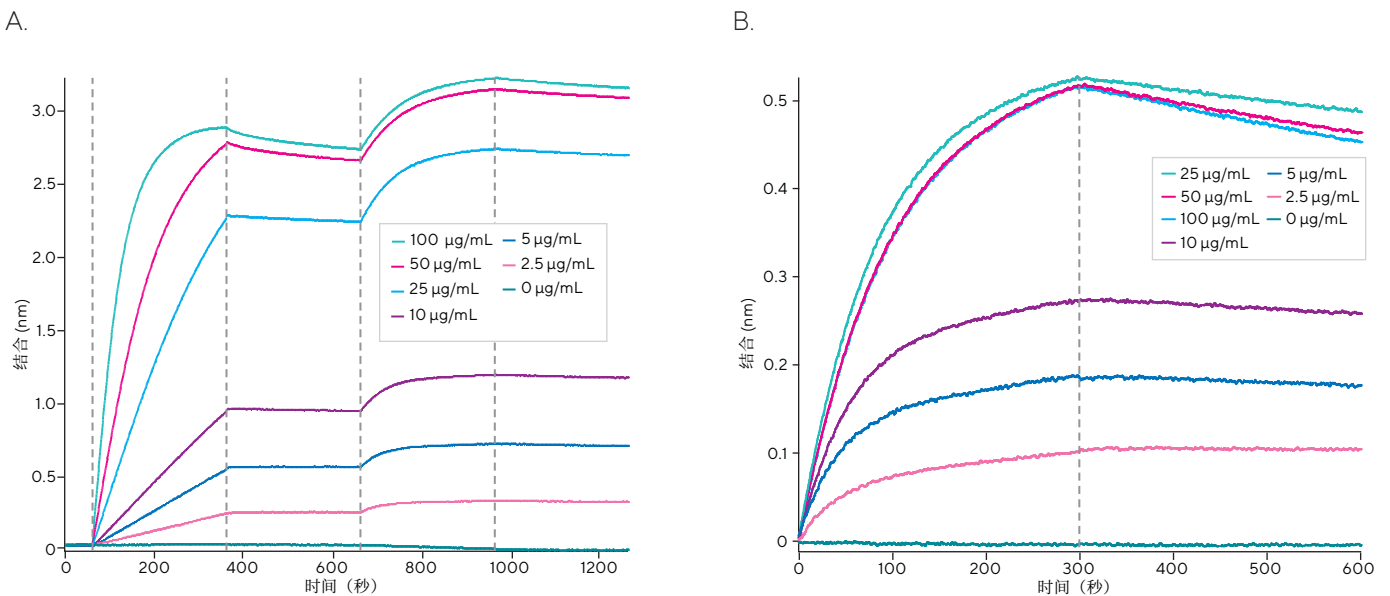 A.
B.
3.0
2.5
2.0
1.5
1.0
0.5
0
结合 (nm)
0 200 400 600 800 1000 1200
时间（秒）
100 µg/mL 5 µg/mL
50 µg/mL 2.5 µg/mL
25 µg/mL 0 µg/mL
10 µg/mL
0.5
0.4
0.3
0.2
0.1
0
结合 (nm)
0 100 200 300 400 500 600
时间（秒）
25 µg/mL 5 µg/mL
50 µg/mL 2.5 µg/mL
100 µg/mL 0 µg/mL
10 µg/mL